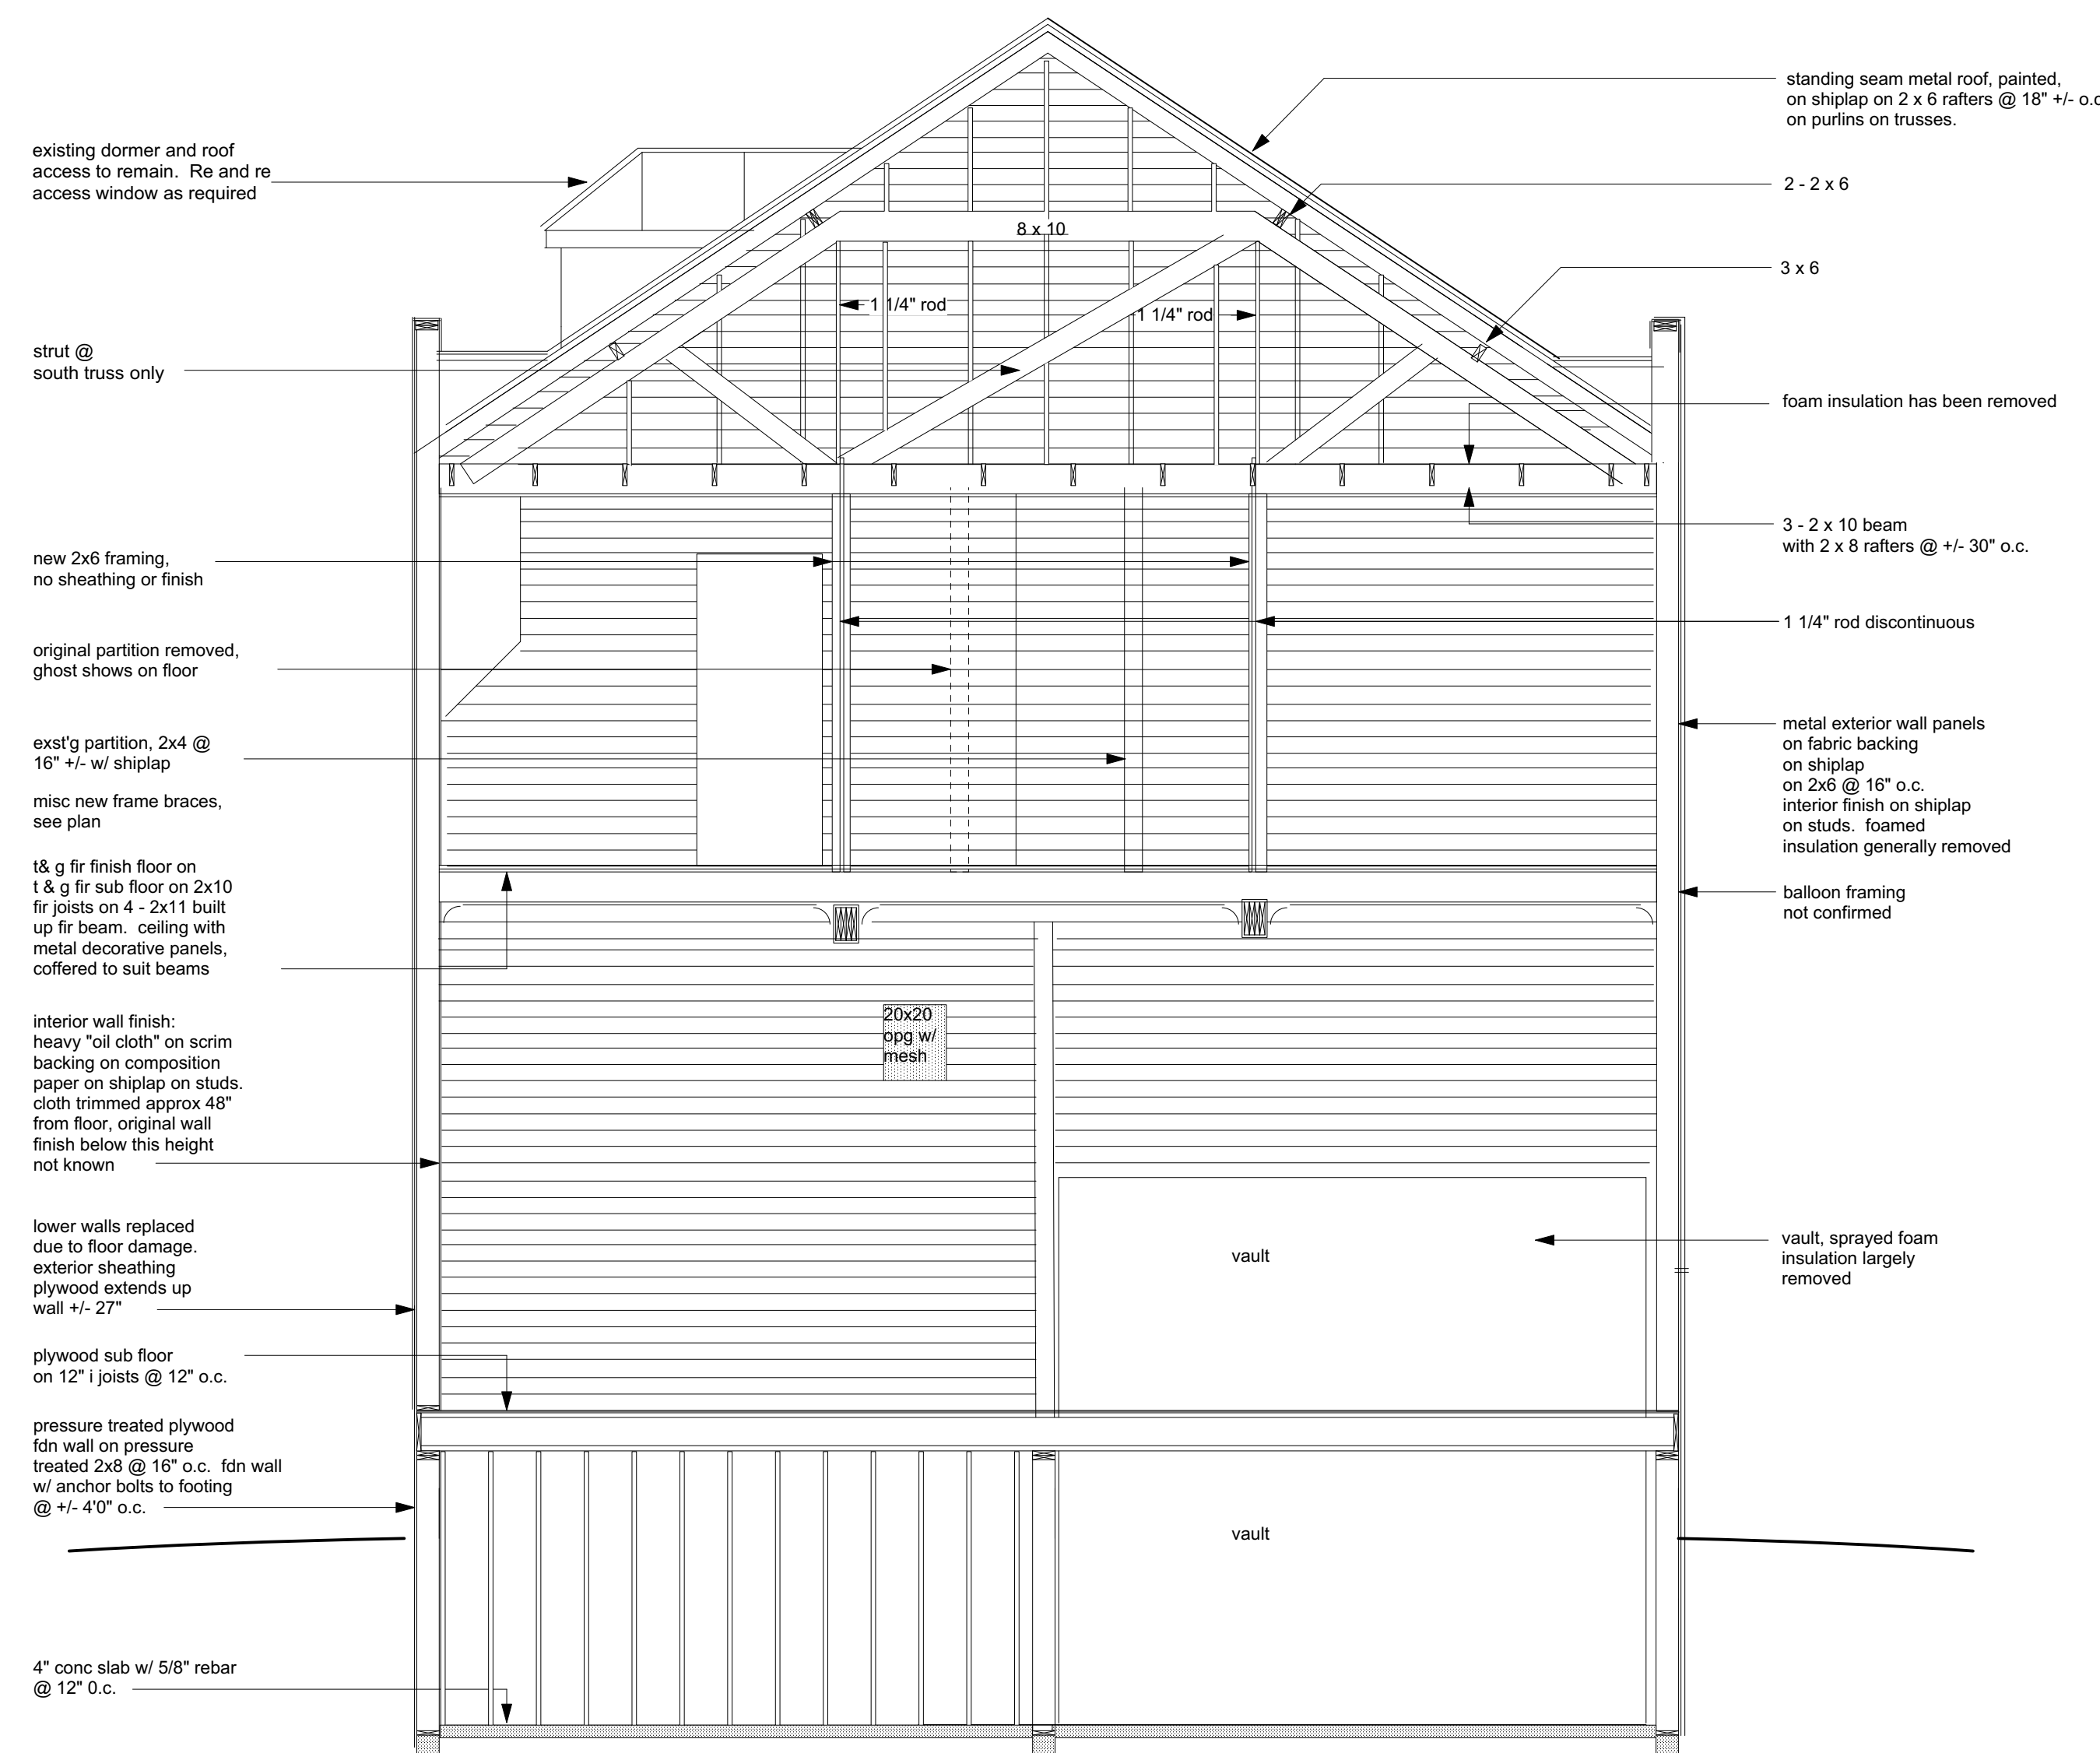 existing dormer and roof
access to remain.  Re and re
access window as required
strut @
south truss only
new 2x6 framing,
no sheathing or finish
original partition removed,
ghost shows on floor
exst'g partition, 2x4 @
16" +/- w/ shiplap
misc new frame braces,
see plan
t& g fir finish floor on
t & g fir sub floor on 2x10
fir joists on 4 - 2x11 built
up fir beam.  ceiling with
metal decorative panels,
coffered to suit beams
interior wall finish:
heavy "oil cloth" on scrim
backing on composition
paper on shiplap on studs.
cloth trimmed approx 48"
from floor, original wall
finish below this height
not known
lower walls replaced
due to floor damage.
exterior sheathing
plywood extends up
wall +/- 27"
plywood sub floor
on 12" i joists @ 12" o.c.
pressure treated plywood
fdn wall on pressure
treated 2x8 @ 16" o.c.  fdn wall
w/ anchor bolts to footing
@ +/- 4'0" o.c.
4" conc slab w/ 5/8" rebar
@ 12" 0.c.
8 x 10
1 1/4" rod
1 1/4" rod
20x20
opg w/
mesh
vault
vault
standing seam metal roof, painted,
on shiplap on 2 x 6 rafters @ 18" +/- o.c
on purlins on trusses.
2 - 2 x 6
3 x 6
foam insulation has been removed
3 - 2 x 10 beam
with 2 x 8 rafters @ +/- 30" o.c.
1 1/4" rod discontinuous
metal exterior wall panels
on fabric backing
on shiplap
on 2x6 @ 16" o.c.
interior finish on shiplap
on studs.  foamed
insulation generally removed
balloon framing
not confirmed
vault, sprayed foam
insulation largely
removed